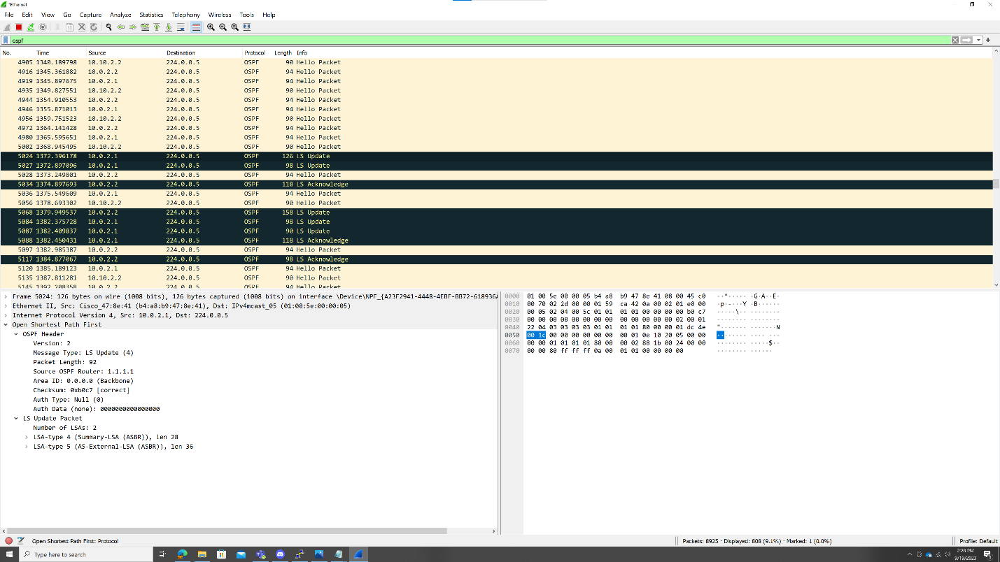 *Ethernet
File Edit View Go Capture Analyze Statistics Telephony Wireless Tools Help
ospf
No. Time Source Destination Protocol Length Info
4905 1340.189798 10.10.2.2 224.0.0.5 OSPF 90 Hello Packet
4916 1345.361882 10.0.2.2 224.0.0.5 OSPF 94 Hello Packet
4919 1345.897675 10.0.2.1 224.0.0.5 OSPF 94 Hello Packet
4935 1349.827551 10.10.2.2 224.0.0.5 OSPF 90 Hello Packet
4944 1354.910553 10.0.2.2 224.0.0.5 OSPF 94 Hello Packet
4946 1355.871013 10.0.2.1 224.0.0.5 OSPF 94 Hello Packet
4956 1359.751523 10.10.2.2 224.0.0.5 OSPF 90 Hello Packet
4972 1364.141428 10.0.2.2 224.0.0.5 OSPF 94 Hello Packet
4980 1365.595651 10.0.2.1 224.0.0.5 OSPF 94 Hello Packet
5002 1368.945495 10.10.2.2 224.0.0.5 OSPF 90 Hello Packet
5024 1372.396178 10.0.2.1 224.0.0.5 OSPF 126 LS Update
5027 1372.897096 10.0.2.1 224.0.0.5 OSPF 98 LS Update
5028 1373.249801 10.0.2.2 224.0.0.5 OSPF 94 Hello Packet
5034 1374.897693 10.0.2.2 224.0.0.5 OSPF 118 LS Acknowledge
5036 1375.549609 10.0.2.1 224.0.0.5 OSPF 94 Hello Packet
5056 1378.693302 10.10.2.2 224.0.0.5 OSPF 90 Hello Packet
5068 1379.949537 10.0.2.2 224.0.0.5 OSPF 158 LS Update
5084 1382.375728 10.0.2.1 224.0.0.5 OSPF 98 LS Update
5087 1382.409837 10.0.2.1 224.0.0.5 OSPF 90 LS Update
5088 1382.450431 10.0.2.1 224.0.0.5 OSPF 118 LS Acknowledge
5097 1382.985387 10.0.2.2 224.0.0.5 OSPF 94 Hello Packet
5117 1384.877067 10.0.2.2 224.0.0.5 OSPF 98 LS Acknowledge
5120 1385.189123 10.0.2.1 224.0.0.5 OSPF 94 Hello Packet
5135 1387.811281 10.10.2.2 224.0.0.5 OSPF 90 Hello Packet
5145 1392.208358 10.0.2.2 224.0.0.5 OSPF 94 Hello Packet
Frame 5024: 126 bytes on wire (1008 bits), 126 bytes captured (1008 bits) on interface \Device\NPF_{A23F2941-4448-4EBF-BB72-618936A
Ethernet II, Src: Cisco_47:8e:41 (b4:a8:b9:47:8e:41), Dst: IPv4mcast_05 (01:00:5e:00:00:05)
Internet Protocol Version 4, Src: 10.0.2.1, Dst: 224.0.0.5
Open Shortest Path First
OSPF Header
Version: 2
Message Type: LS Update (4)
Packet Length: 92
Source OSPF Router: 1.1.1.1
Area ID: 0.0.0.0 (Backbone)
Checksum: 0xb0c7 [correct]
Auth Type: Null (0)
Auth Data (none): 0000000000000000
LS Update Packet
Number of LSAs: 2
LSA-type 4 (Summary-LSA (ASBR)), len 28
LSA-type 5 (AS-External-LSA (ASBR)), len 36
0000 01 00 5e 00 00 05 b4 a8 b9 47 8e 41 08 00 45 c0 ··^····· ·G·A··E·
0010 00 70 02 2d 00 00 01 59 ca 42 0a 00 02 01 e0 00 ·p·-···Y ·B······
0020 00 05 02 04 00 5c 01 01 01 01 00 00 00 00 b0 c7 ·····\·· ········
0030 00 00 00 00 00 00 00 00 00 00 00 02 00 01 ········ ········
0040 22 04 03 03 03 03 01 01 01 01 80 00 00 01 dc 4e "······· ·······N
0050 00 1c 00 00 00 00 00 00 00 01 0e 10 20 05 00 00 ········ ···· ···
0060 00 00 01 01 01 01 80 00 00 02 88 1b 00 24 00 00 ········ ·····$··
0070 00 00 80 ff ff ff 0a 00 01 01 00 00 00 00 ········ ······
Open Shortest Path First: Protocol
Packets: 8925 · Displayed: 808 (9.1%) · Marked: 1 (0.0%)
Profile: Default
Type here to search
2:20 PM
9/19/2023